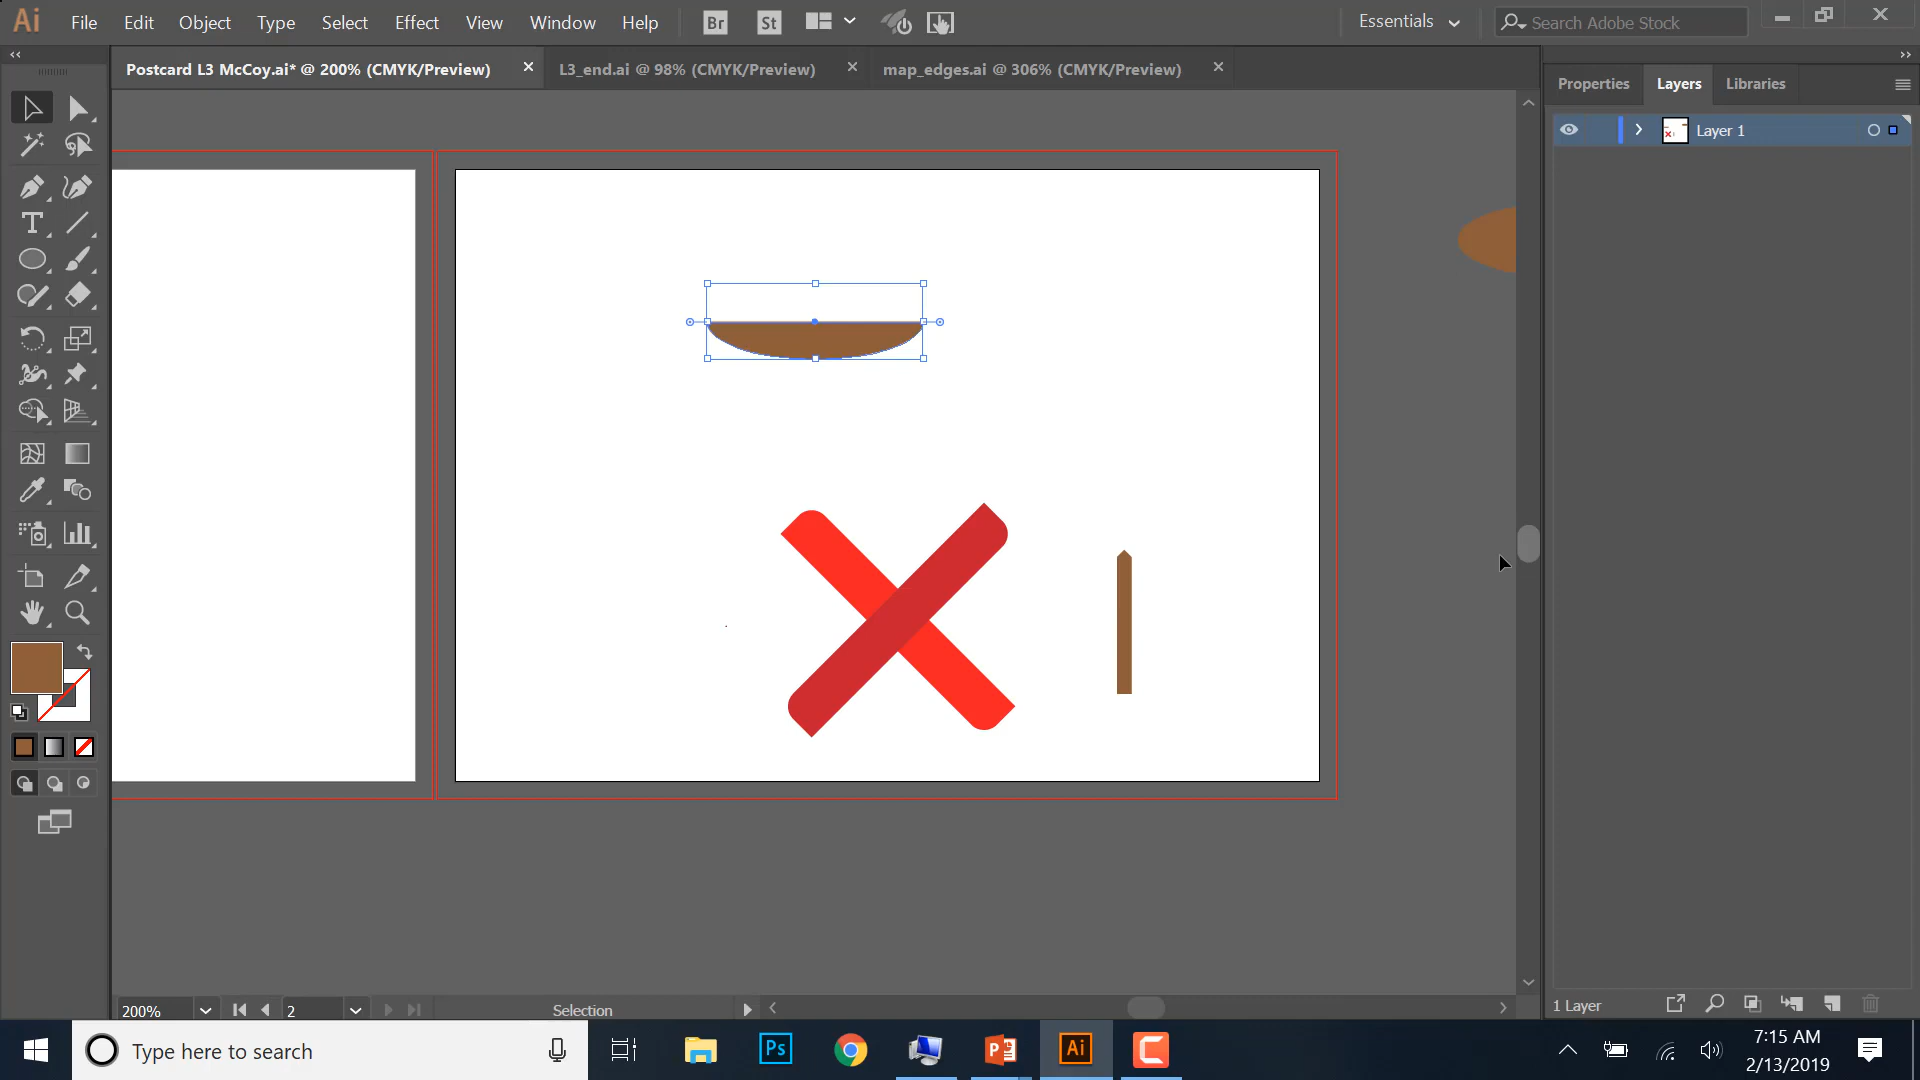 Ai File Edit Object Type Select Effect View Window Help Br St Essentials Search Adobe Stock
Postcard L3 McCoy.ai* @ 200% (CMYK/Preview) × L3_end.ai @ 98% (CMYK/Preview) × map_edges.ai @ 306% (CMYK/Preview) ×
Properties Layers Libraries
Layer 1
T
200% 2 Selection
1 Layer
Type here to search
Ps
Ai
7:15 AM
2/13/2019